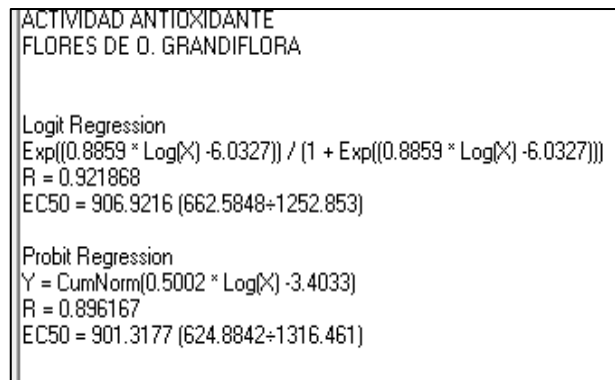 ACTIVIDAD ANTIOXIDANTE
FLORES DE O. GRANDIFLORA
Logit Regression
Exp((0.8859 * Log(X) -6.0327)) / (1 + Exp((0.8859 * Log(X) -6.0327)))
R = 0.921868
EC50 = 906.9216 (662.5848÷1252.853)
Probit Regression
Y = CumNorm(0.5002 * Log(X) -3.4033)
R = 0.896167
EC50 = 901.3177 (624.8842÷1316.461)